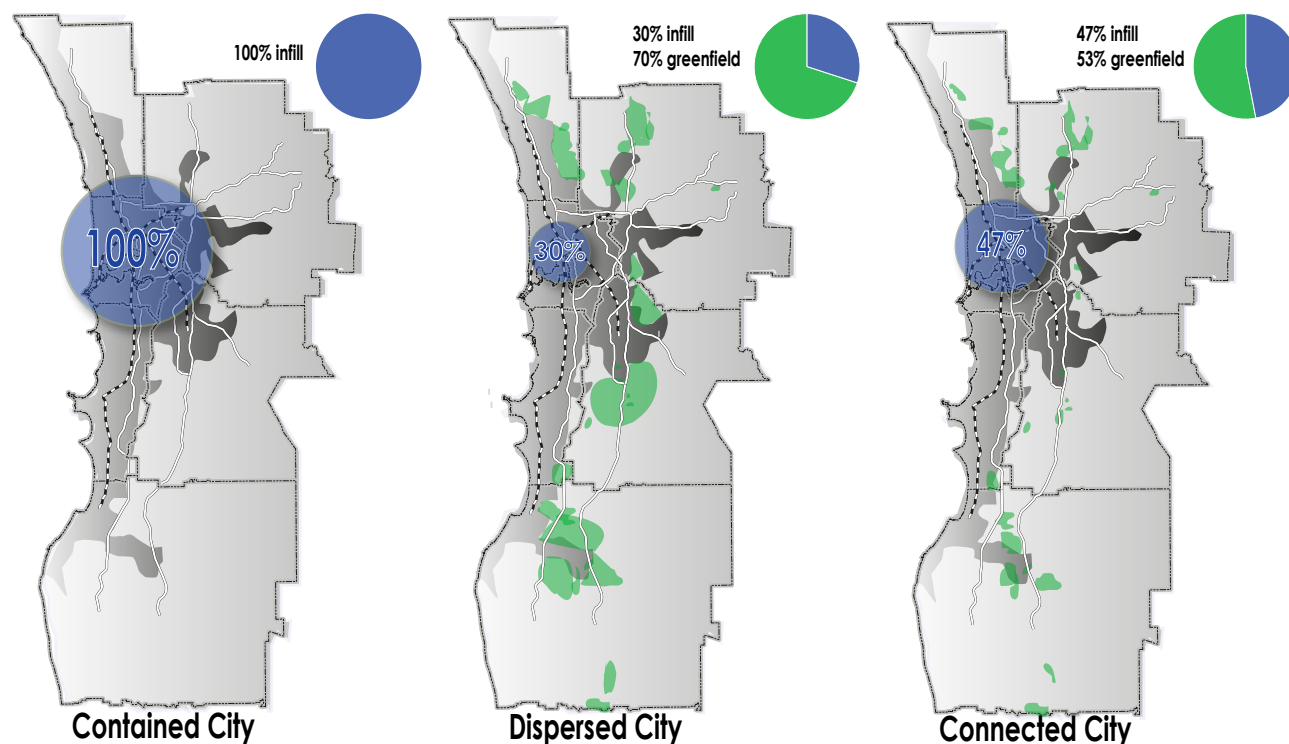 100% infill
30% infill
70% greenfield
47% infill
53% greenfield
100%
30%
47%
Contained City
Dispersed City
Connected City